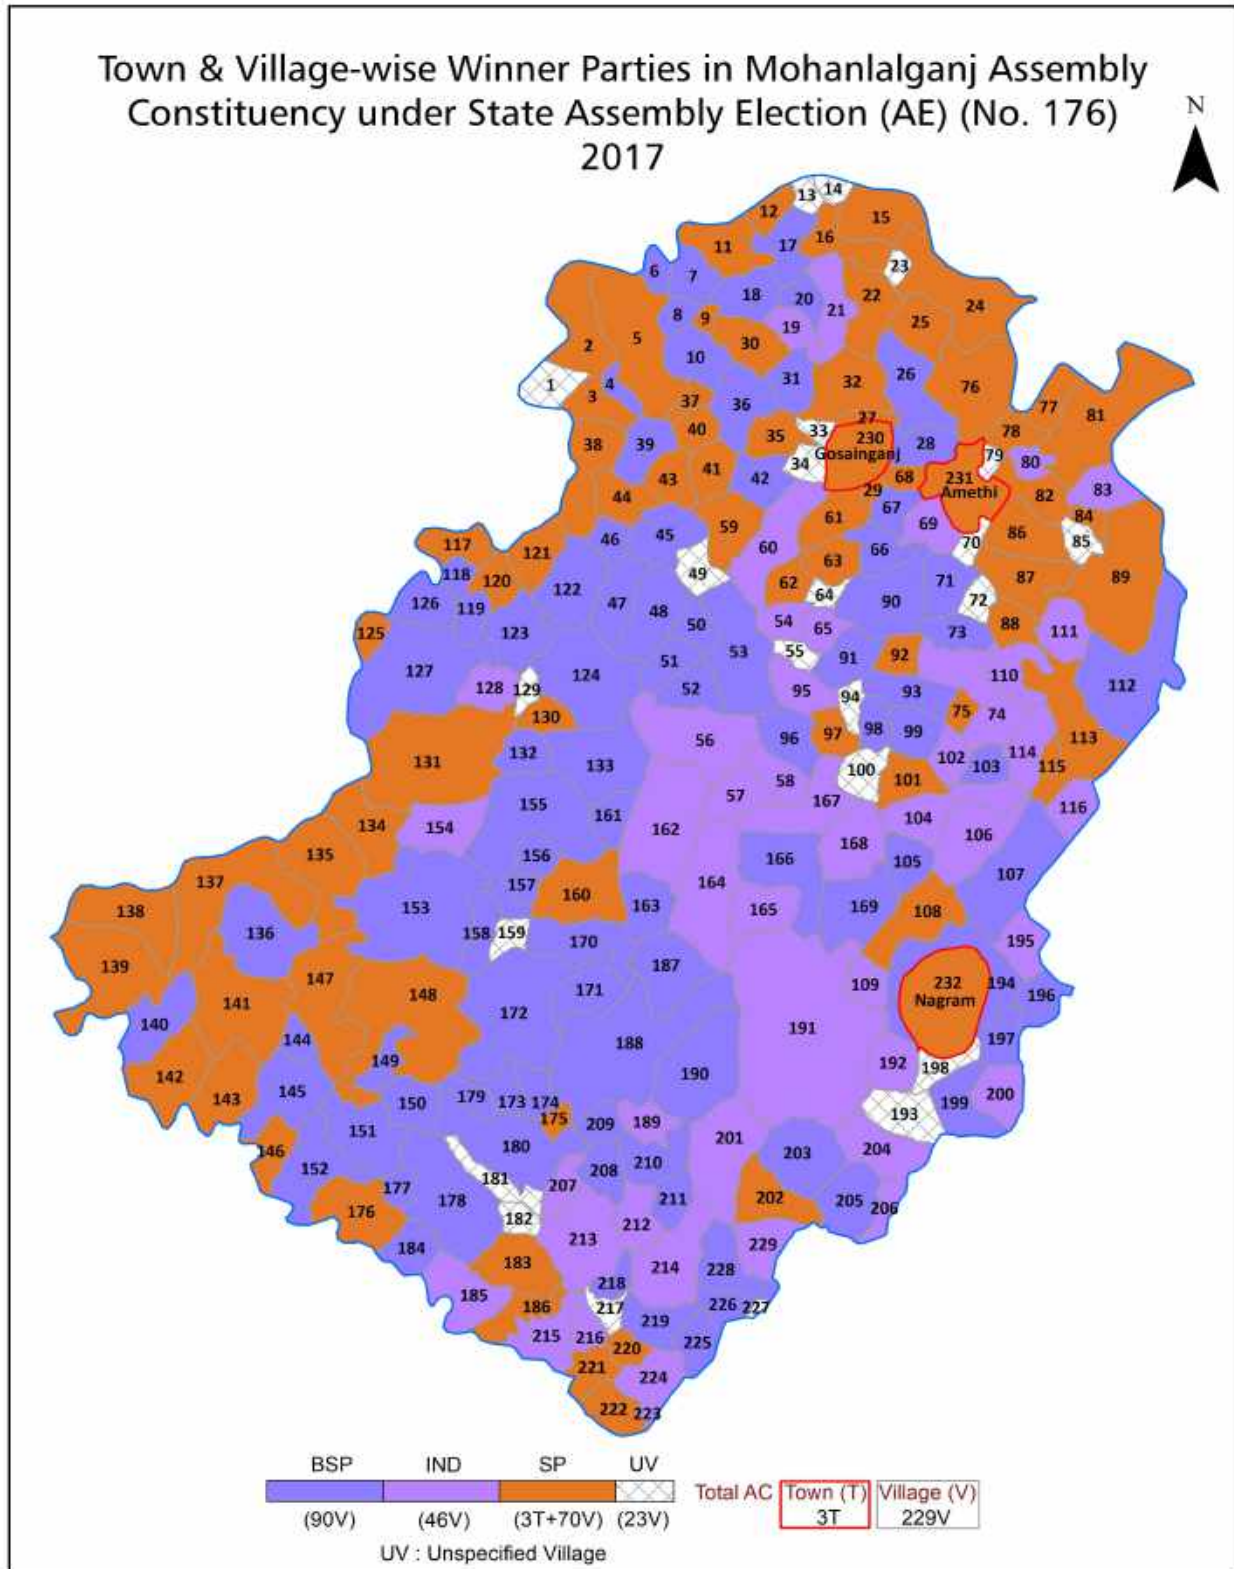 Town & Village-wise Winner Parties in Mohanlalganj Assembly
Constituency under State Assembly Election (AE) (No. 176)
2017
N
13 14
12 15
11 17 16
6 7 23
18 20 22 24
8 9 19 21 25
2 5 30
10
1 3 4 31 32 26 76
37 36 27 77 81
38 39 40 35 33 230 28 78
Gosainganj
43 41 42 34 68 79 80
44 29 231 82 83
Amethi
59 61 67 69 84
117 121 46 45 60 66 70 86 85
118 120 49 62 63 71 87 89
126 119 122 47 48 64 90 72
125 123 50 54 65 73 88 111
127 124 51 53 55 91 92 110
128 129 52 95 94 93 112
130 56 96 97 98 99 75 74
131 132 133 58 100 101 102 103 114 113
57 167 115
134 154 155 161 162 168 104 106 116
135 156 166 105
137 157 160 164 107
138 136 153 163 165 169 108
158 159 170 195
139 147 187
141 148 171 109 232 194
Nagram
140 144 172 188 191 196
142 149 190 192 198 197
143 145 150 179 173 174 193 199 200
151 175 209 189
146 152 180 201 203 204
177 181 207 208 210
176 178 182 211 202 205 206
184 213 212 229
183 214 228
185 186 218 217 226 227
215 216 219 225
221 220 224
222 223
BSP IND SP UV
Total AC Town (T) Village (V)
3T 229V
(90V) (46V) (3T+70V) (23V)
UV : Unspecified Village